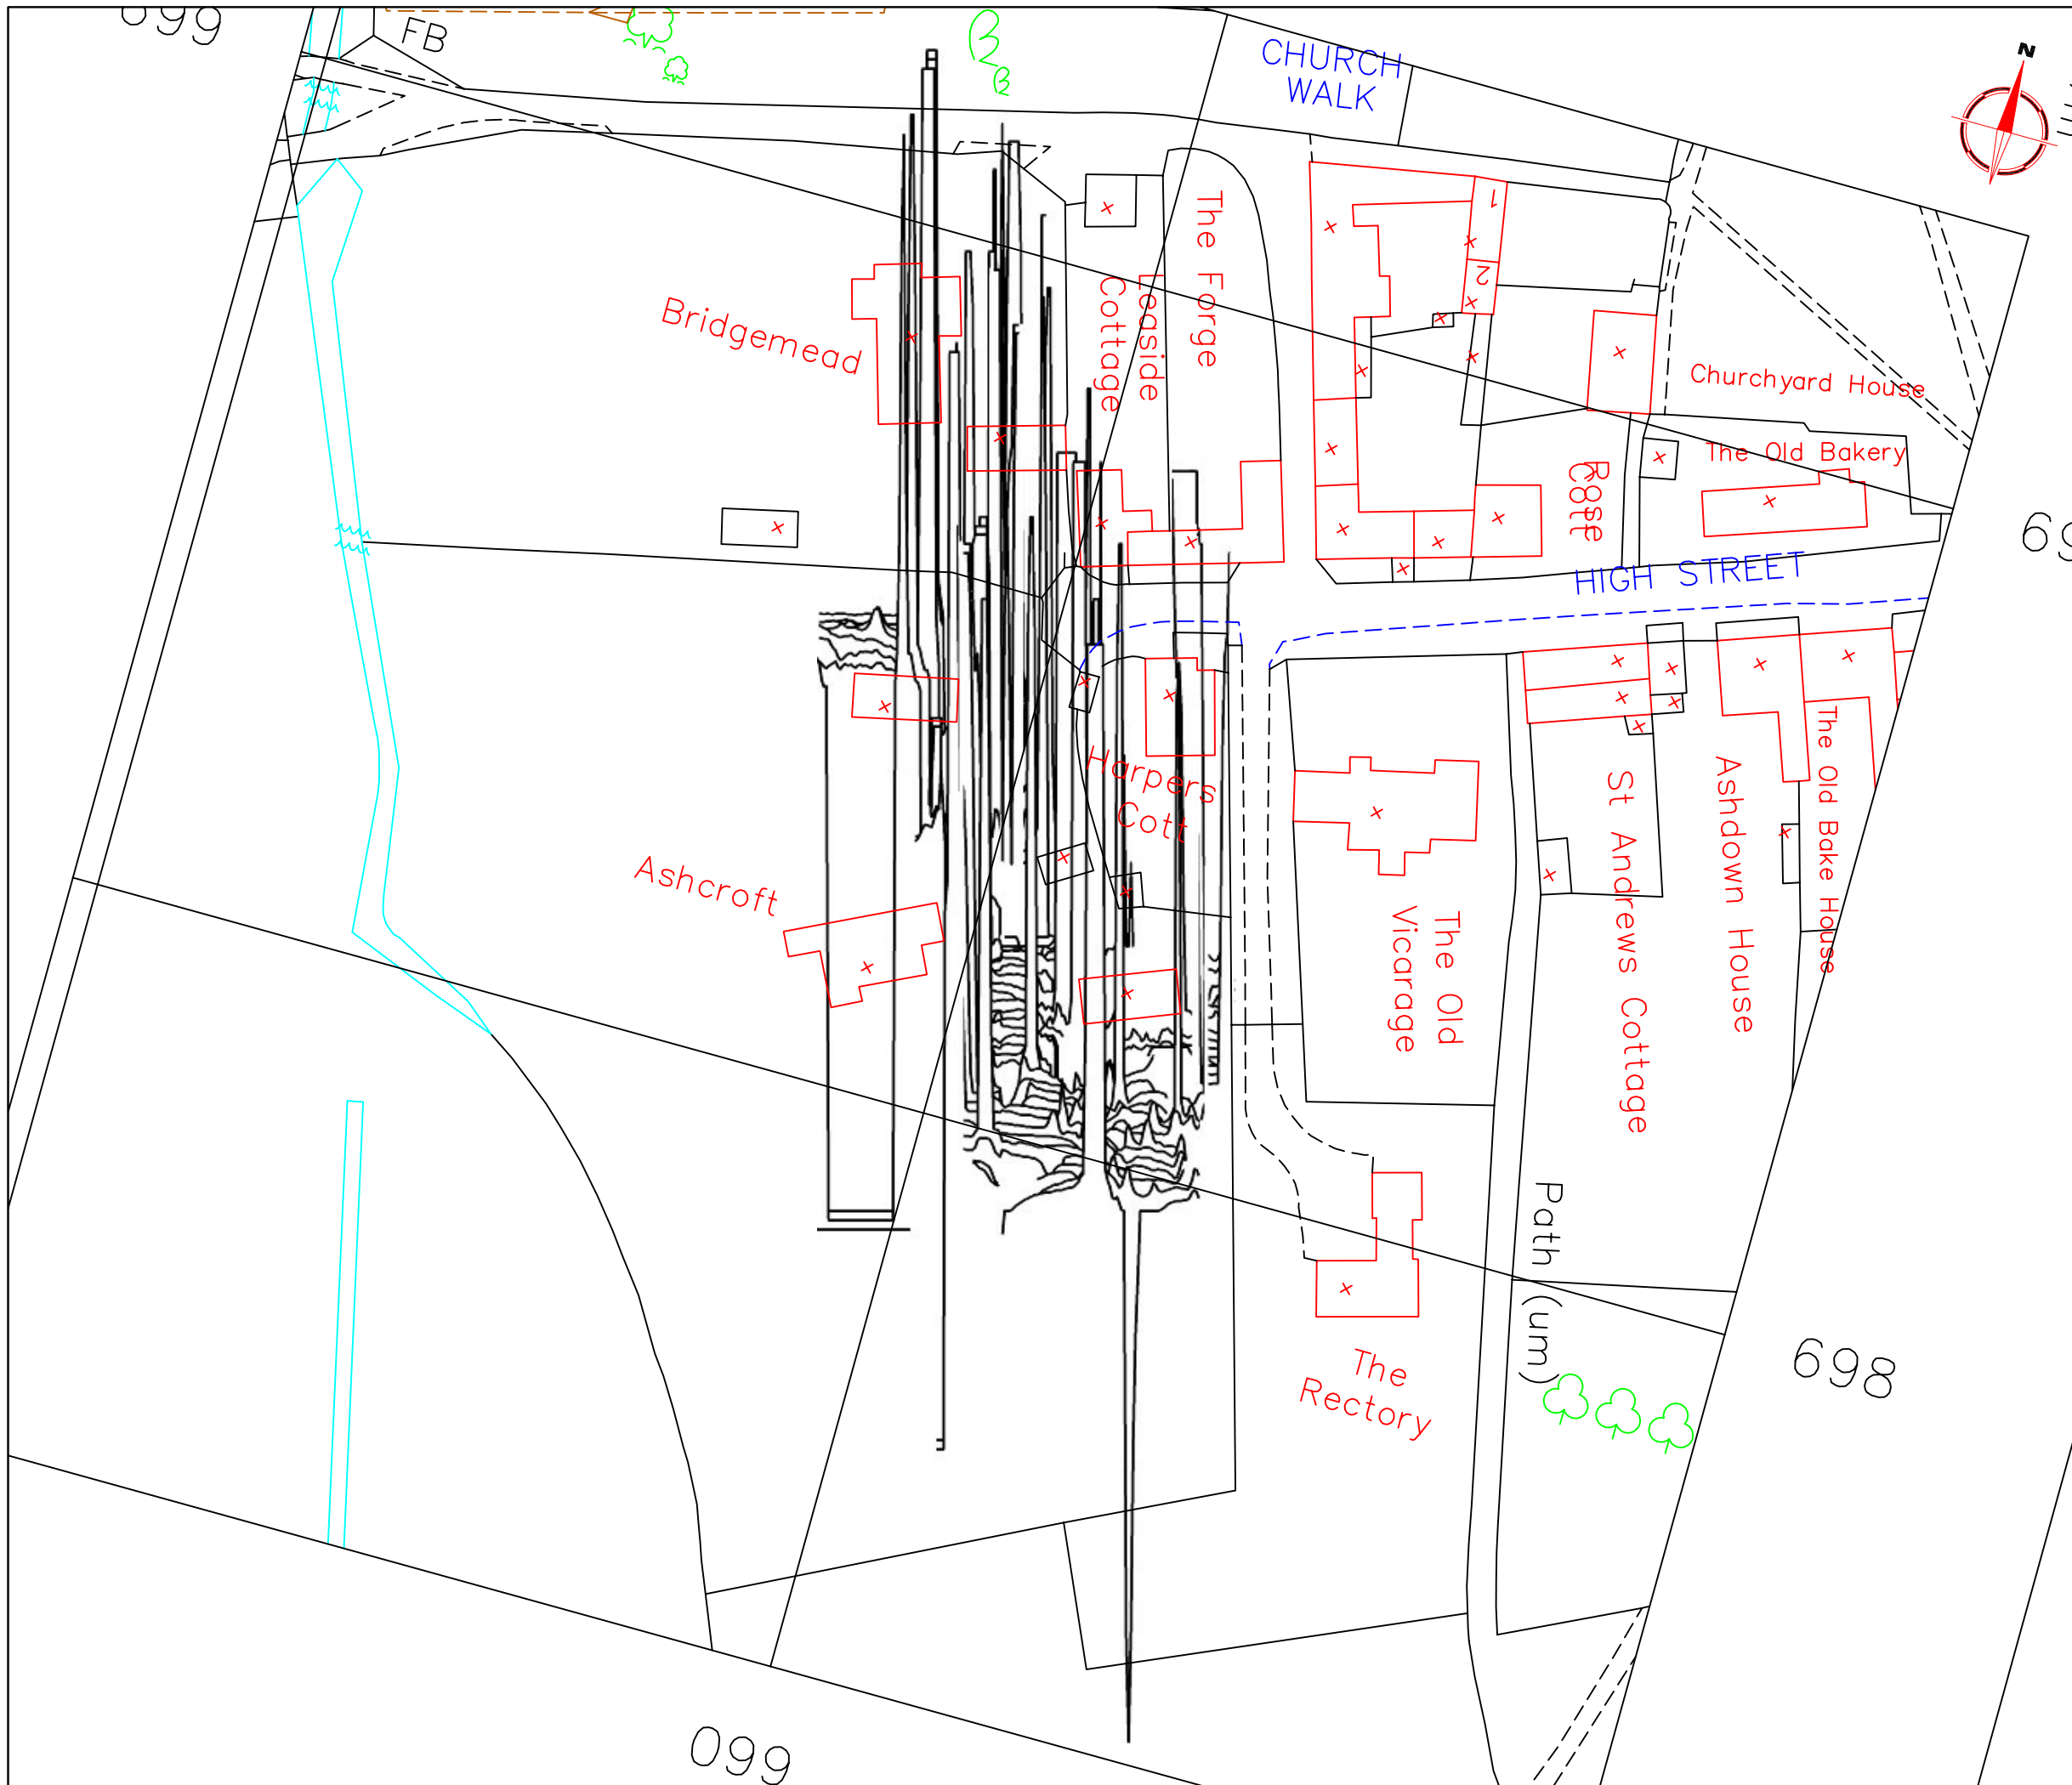 FB
CHURCH
WALK
N
Bridgemead
The Forge
Leaside
Cottage
1
2
Churchyard House
The Old Bakery
Rose
Cott
HIGH STREET
Harpers
Cott
Ashcroft
The Old
Vicarage
St Andrews Cottage
Ashdown House
The Old Bake House
Path (um)
The
Rectory
698
099